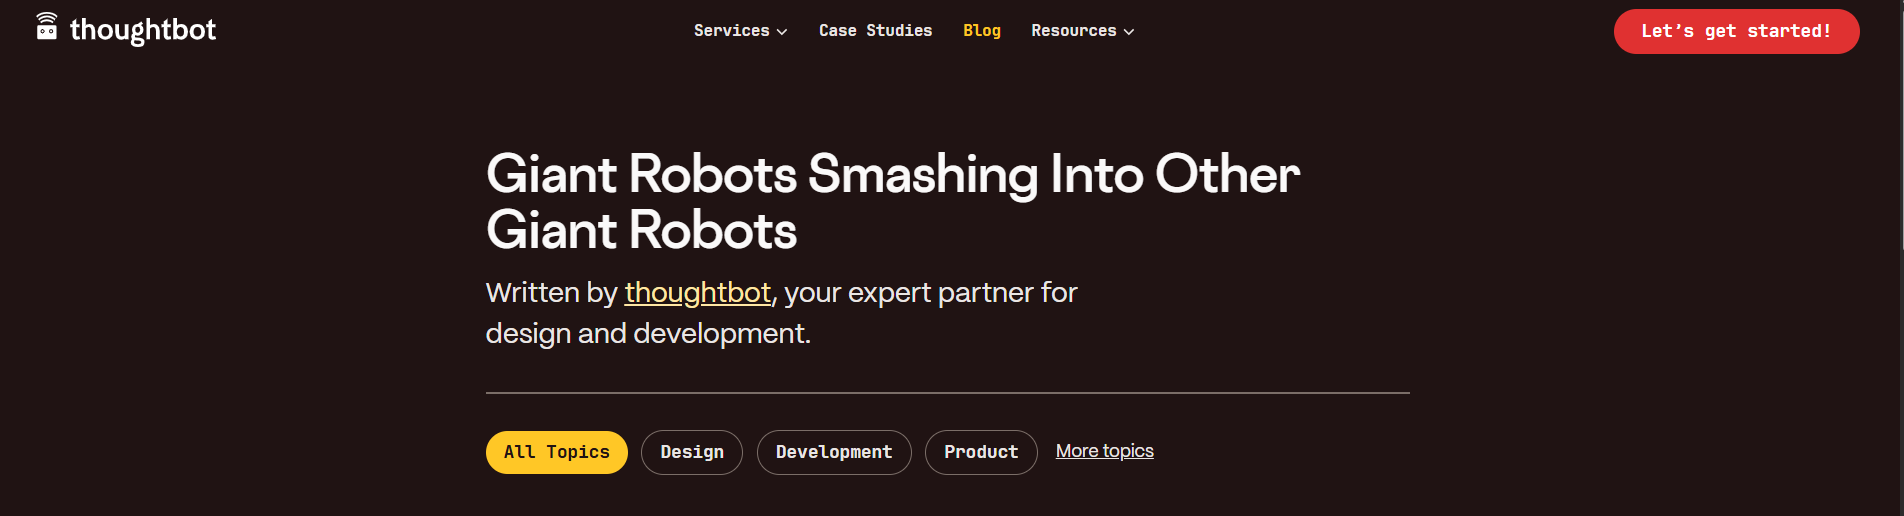 thoughtbot
Services
Case Studies
Blog
Resources
Let’s get started!
Giant Robots Smashing Into Other
Giant Robots
Written by thoughtbot, your expert partner for
design and development.
All Topics
Design
Development
Product
More topics